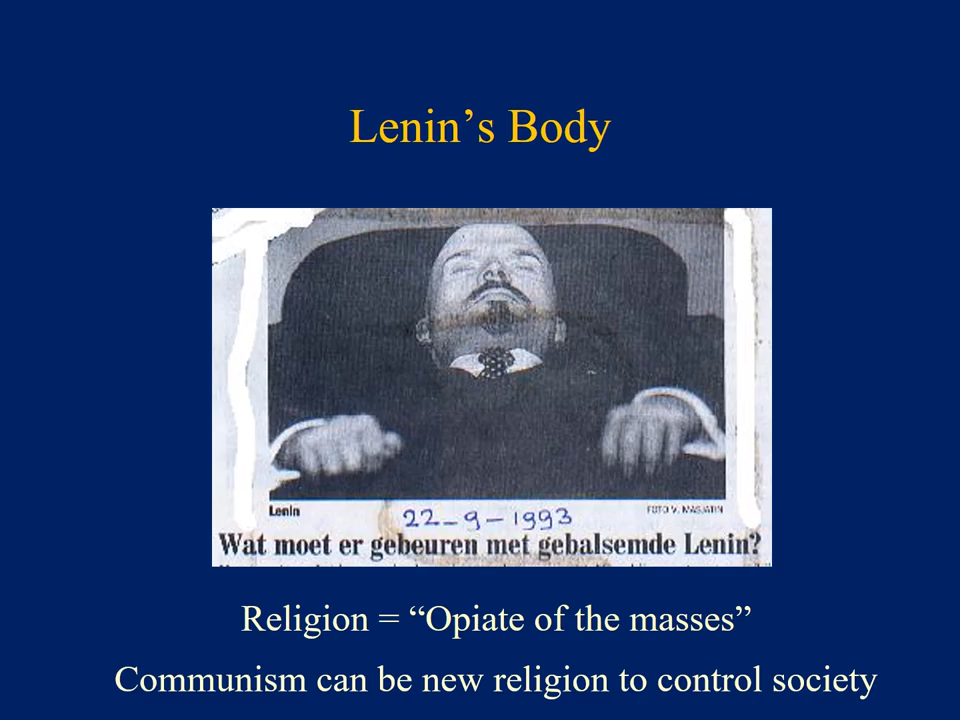 Lenin’s Body
Lenin
FOTO V. MASJATIN
22-9-1993
Wat moet er gebeuren met gebalsemde Lenin?
Religion = “Opiate of the masses”
Communism can be new religion to control society